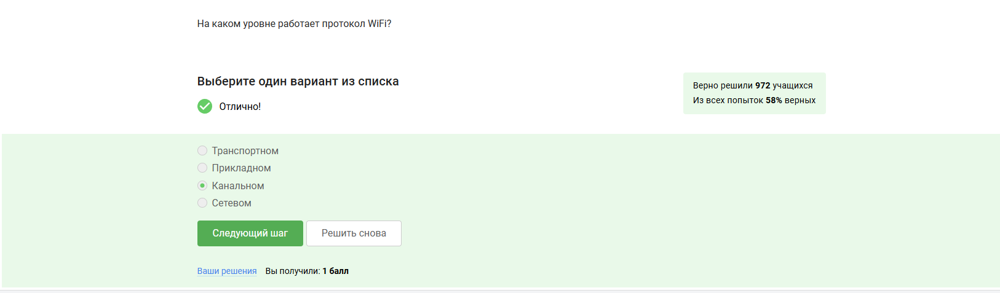 На каком уровне работает протокол WiFi?
Выберите один вариант из списка
Верно решили 972 учащихся
Из всех попыток 58% верных
Отлично!
Транспортном
Прикладном
Канальном
Сетевом
Следующий шаг
Решить снова
Ваши решения Вы получили: 1 балл